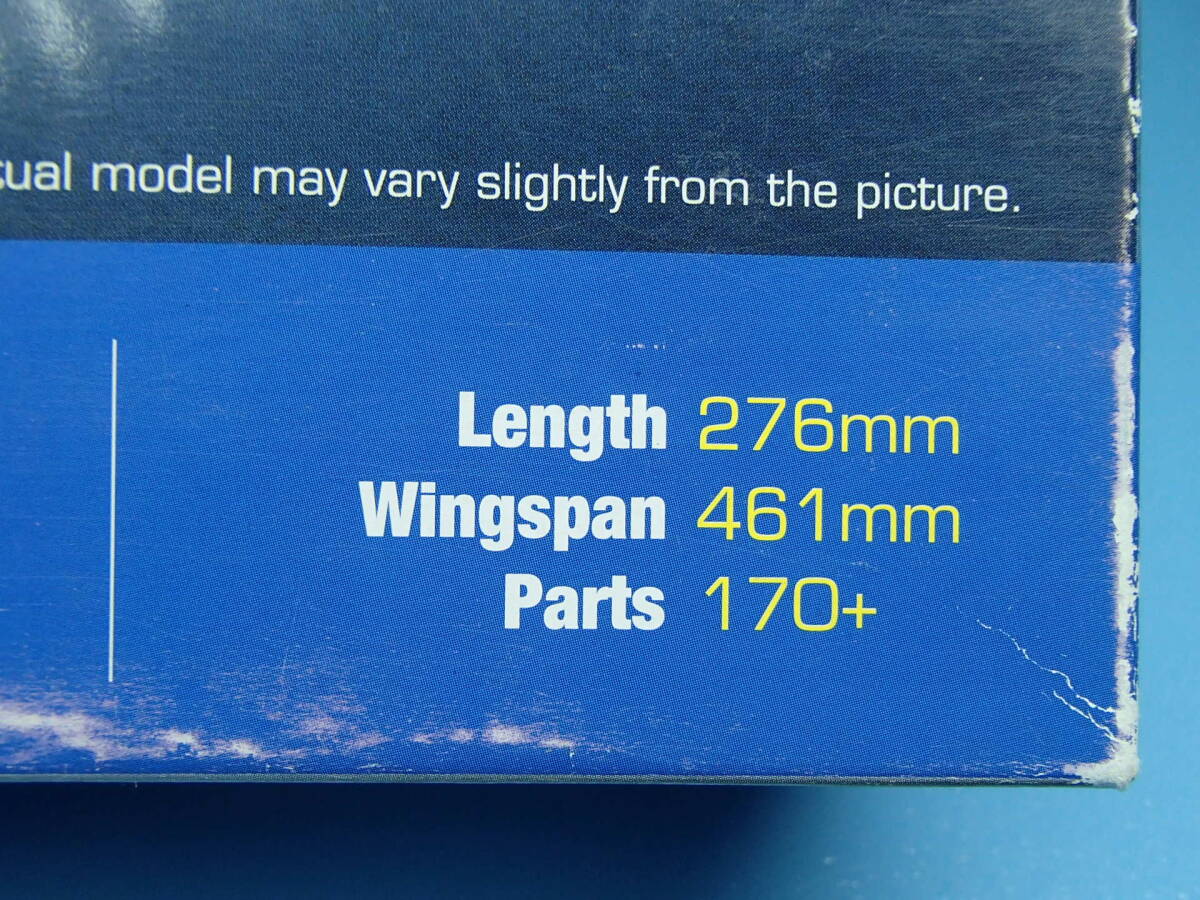 tual model may vary slightly from the picture.
Length 276mm
Wingspan 461mm
Parts 170+